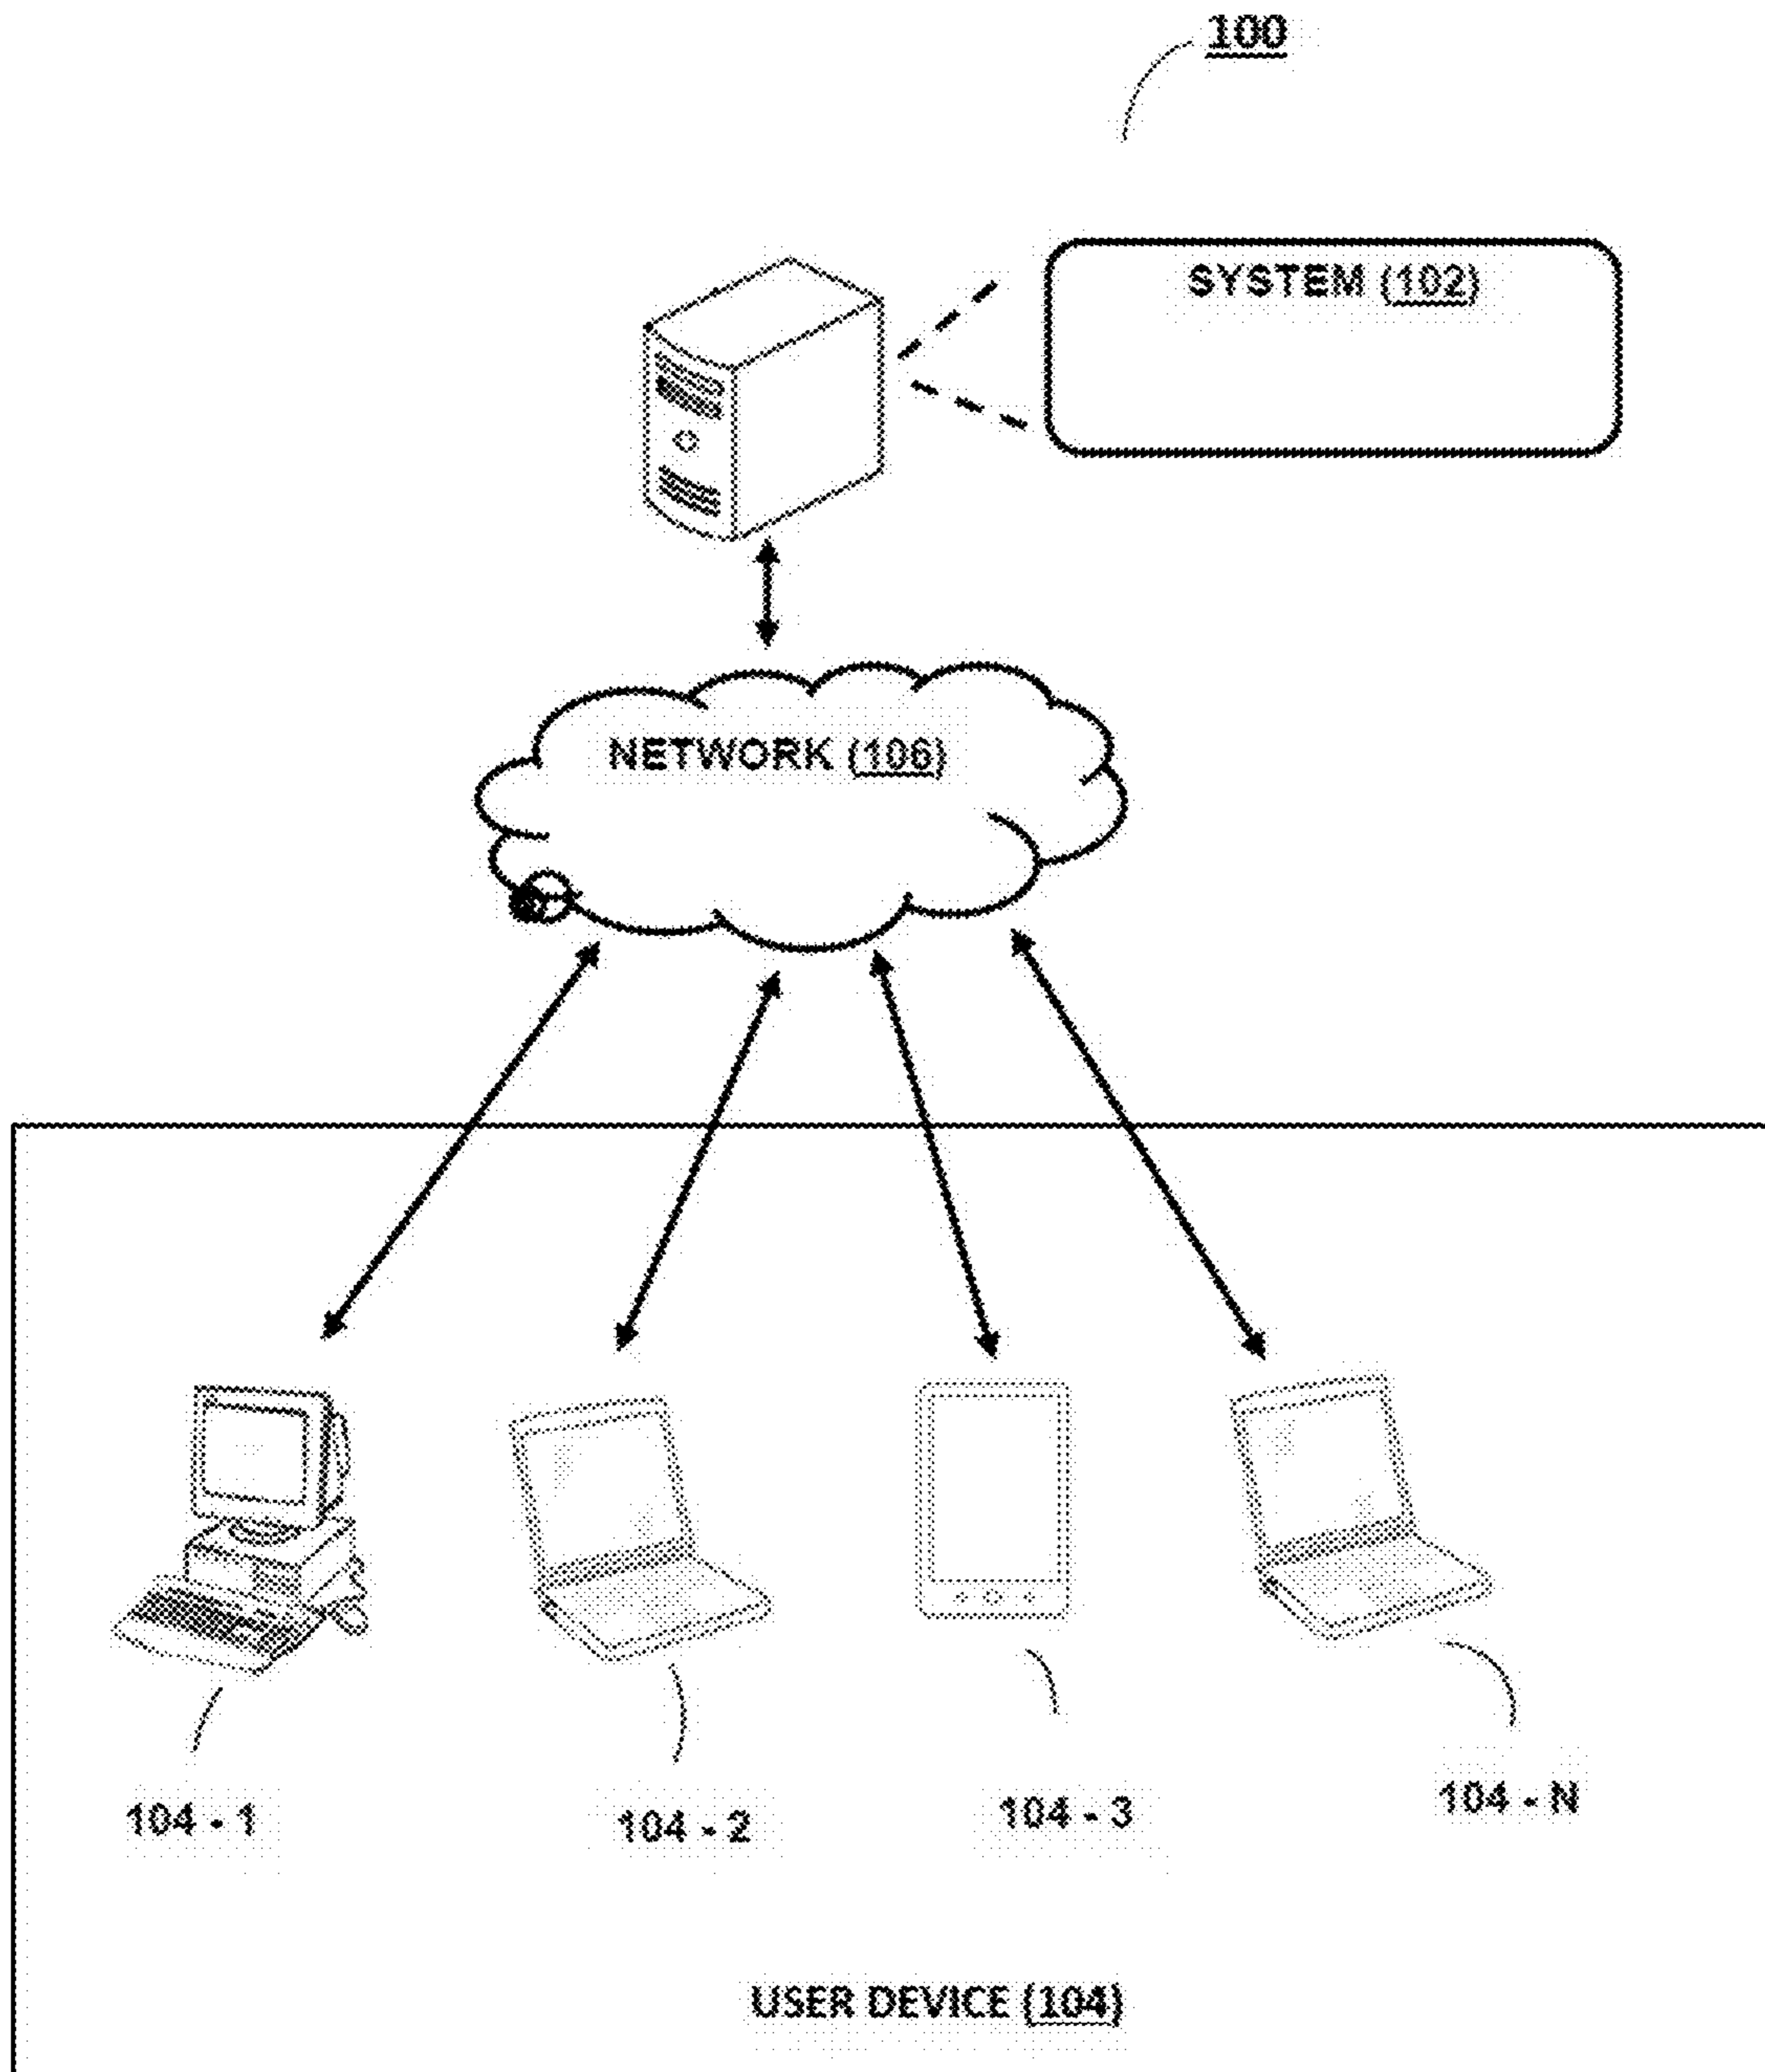 100
SYSTEM (102)
NETWORK (106)
104 - 1
104 - 2
104 - 3
104 - N
USER DEVICE (104)